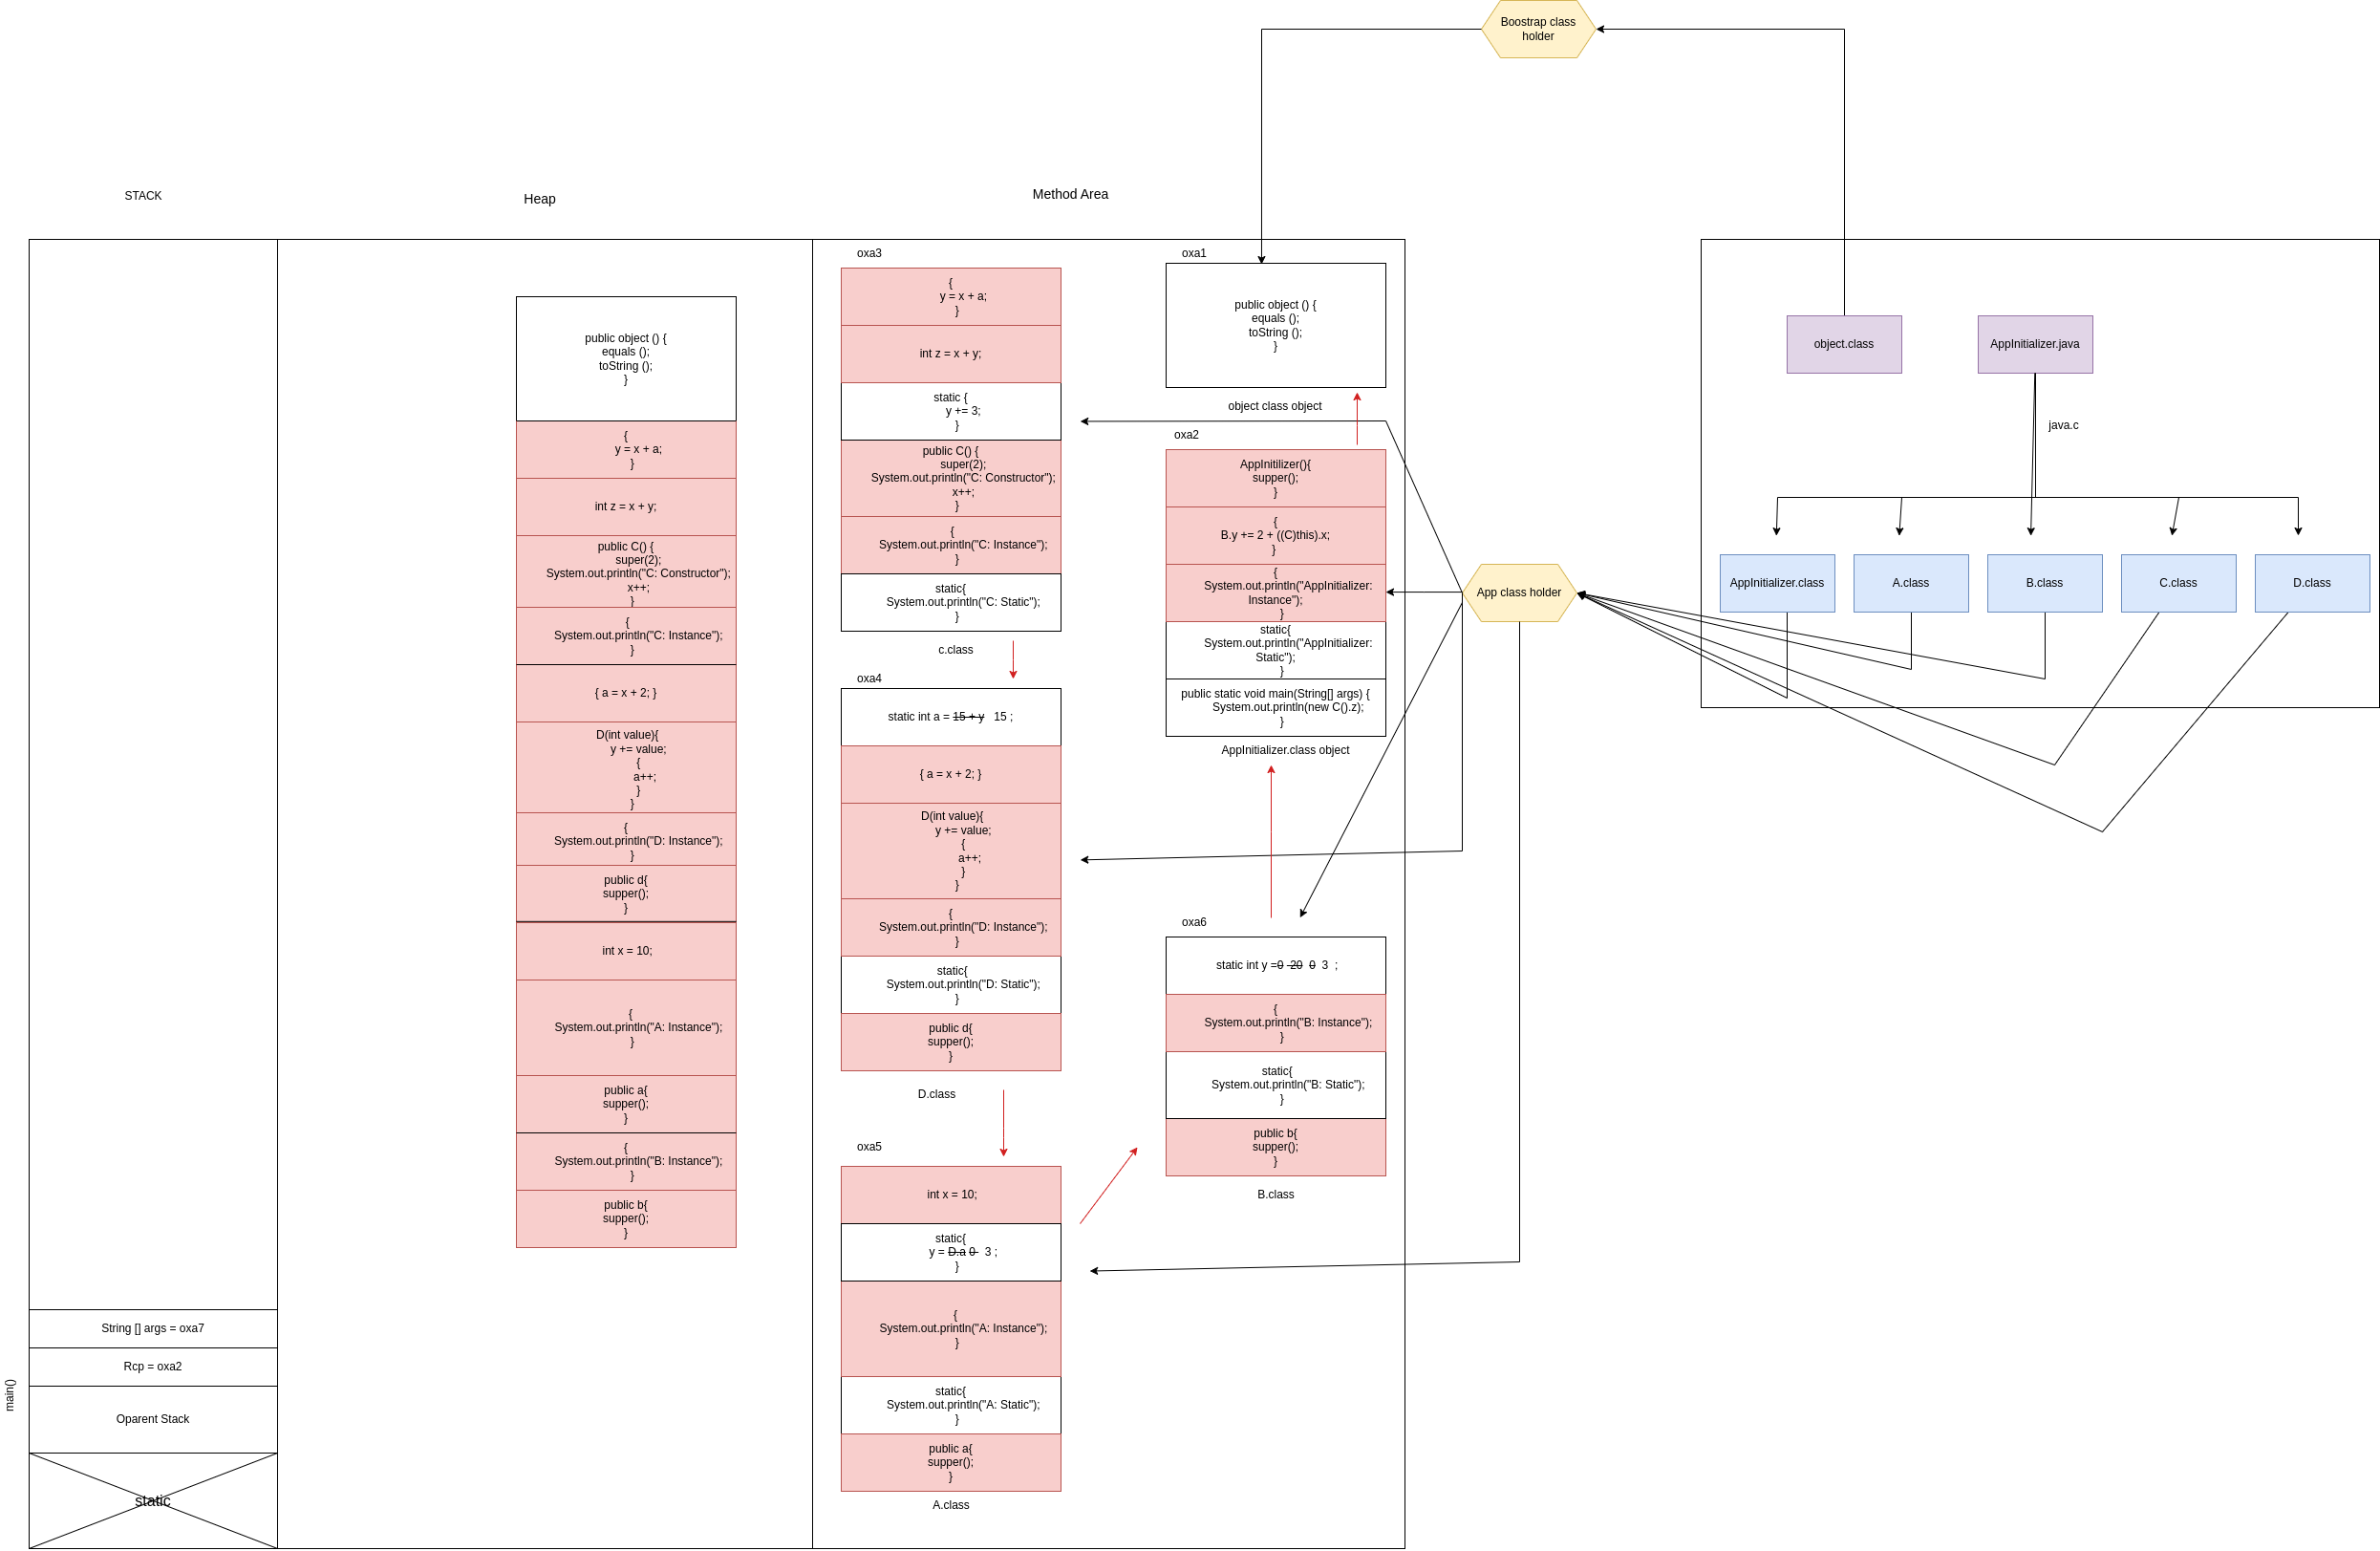 Boostrap class
holder
STACK
Heap
Method Area
public object () {
equals ();
toString ();
}
{
y = x + a;
}
int z = x + y;
public C() {
super(2);
System.out.println("C: Constructor");
x++;
}
{
System.out.println("C: Instance");
}
{ a = x + 2; }
D(int value){
y += value;
{
a++;
}
}
{
System.out.println("D: Instance");
}
public d{
supper();
}
int x = 10;
{
System.out.println("A: Instance");
}
public a{
supper();
}
{
System.out.println("B: Instance");
}
public b{
supper();
}
String [] args = oxa7
Rcp = oxa2
Oparent Stack
main()
static
oxa3
{
y = x + a;
}
int z = x + y;
static {
y += 3;
}
public C() {
super(2);
System.out.println("C: Constructor");
x++;
}
{
System.out.println("C: Instance");
}
static{
System.out.println("C: Static");
}
c.class
oxa4
static int a = 15 + y 15 ;
{ a = x + 2; }
D(int value){
y += value;
{
a++;
}
}
{
System.out.println("D: Instance");
}
static{
System.out.println("D: Static");
}
public d{
supper();
}
D.class
oxa5
int x = 10;
static{
y = D.a 0 3 ;
}
{
System.out.println("A: Instance");
}
static{
System.out.println("A: Static");
}
public a{
supper();
}
A.class
oxa1
public object () {
equals ();
toString ();
}
object class object
oxa2
AppInitilizer(){
supper();
}
{
B.y += 2 + ((C)this).x;
}
{
System.out.println("AppInitializer:
Instance");
}
static{
System.out.println("AppInitializer:
Static");
}
public static void main(String[] args) {
System.out.println(new C().z);
}
AppInitializer.class object
oxa6
static int y =0 20 0 3 ;
{
System.out.println("B: Instance");
}
static{
System.out.println("B: Static");
}
public b{
supper();
}
B.class
App class holder
object.class
AppInitializer.java
java.c
AppInitializer.class
A.class
B.class
C.class
D.class